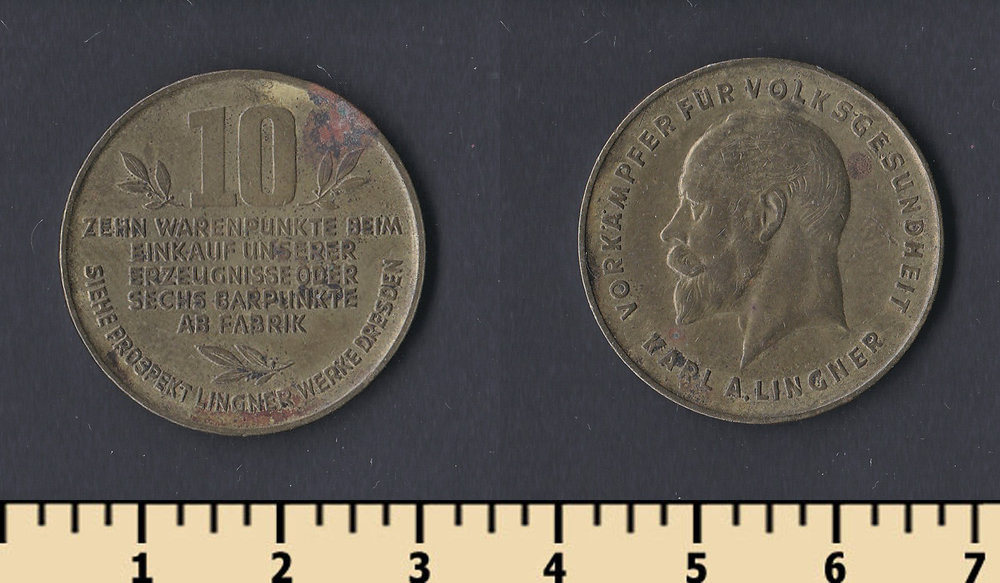 10
ZEHN WARENPUNKTE BEIM
EINKAUF UNSERER
ERZEUGNISSE ODER
SECHS BARPUNKTE
AB FABRIK
SIEHE PROSPEKT LINGNER WERKE DRESDEN
VORKÄMPFER FÜR VOLKSGESUNDHEIT
KARL A. LINGNER
1 2 3 4 5 6 7